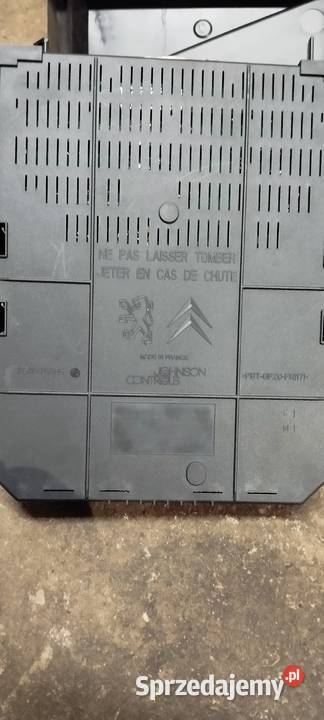 NE PAS LAISSER TOMBER
JETER EN CAS DE CHUTE
MADE IN FRANCE
JOHNSON
CONTROLS
Sprzedajemy.pl